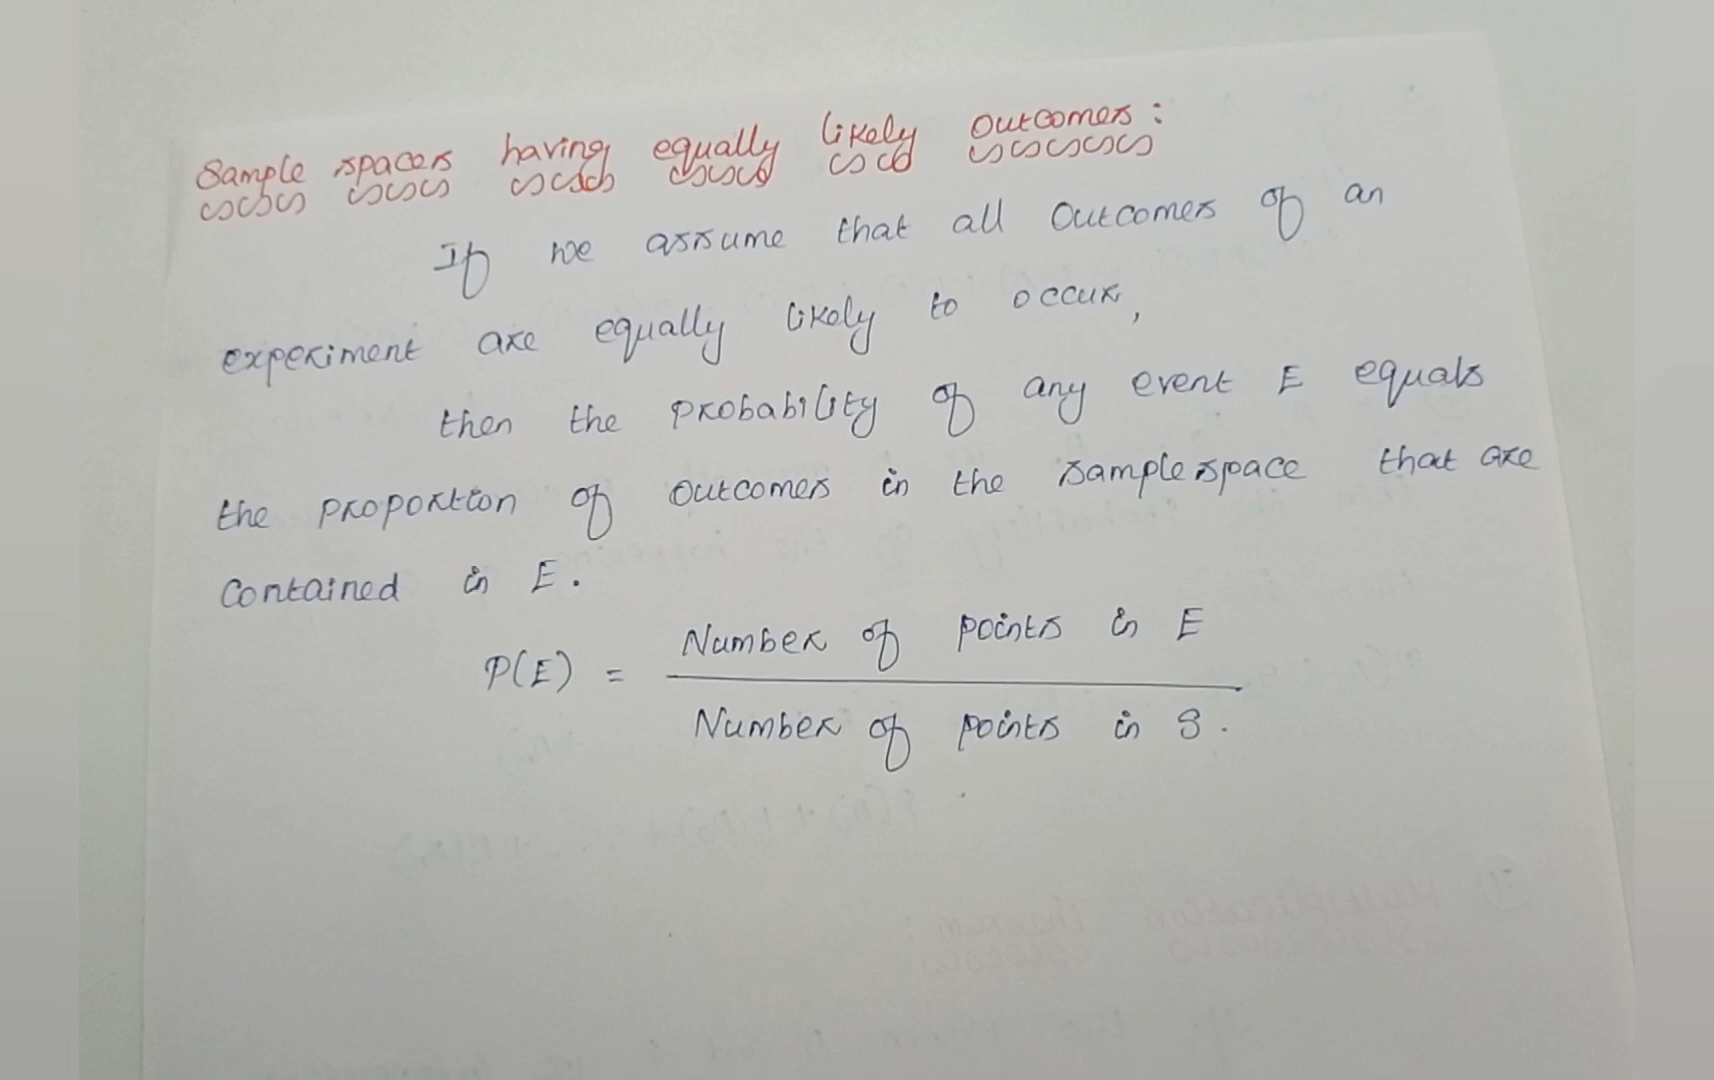 Sample spaces having equally likely outcomes:
If we assume that all outcomes of an
experiment are equally likely to occur,
then the probability of any event E equals
the proportion of outcomes in the sample space that are
contained in E.
P(E) = Number of points in E
Number of points in S.